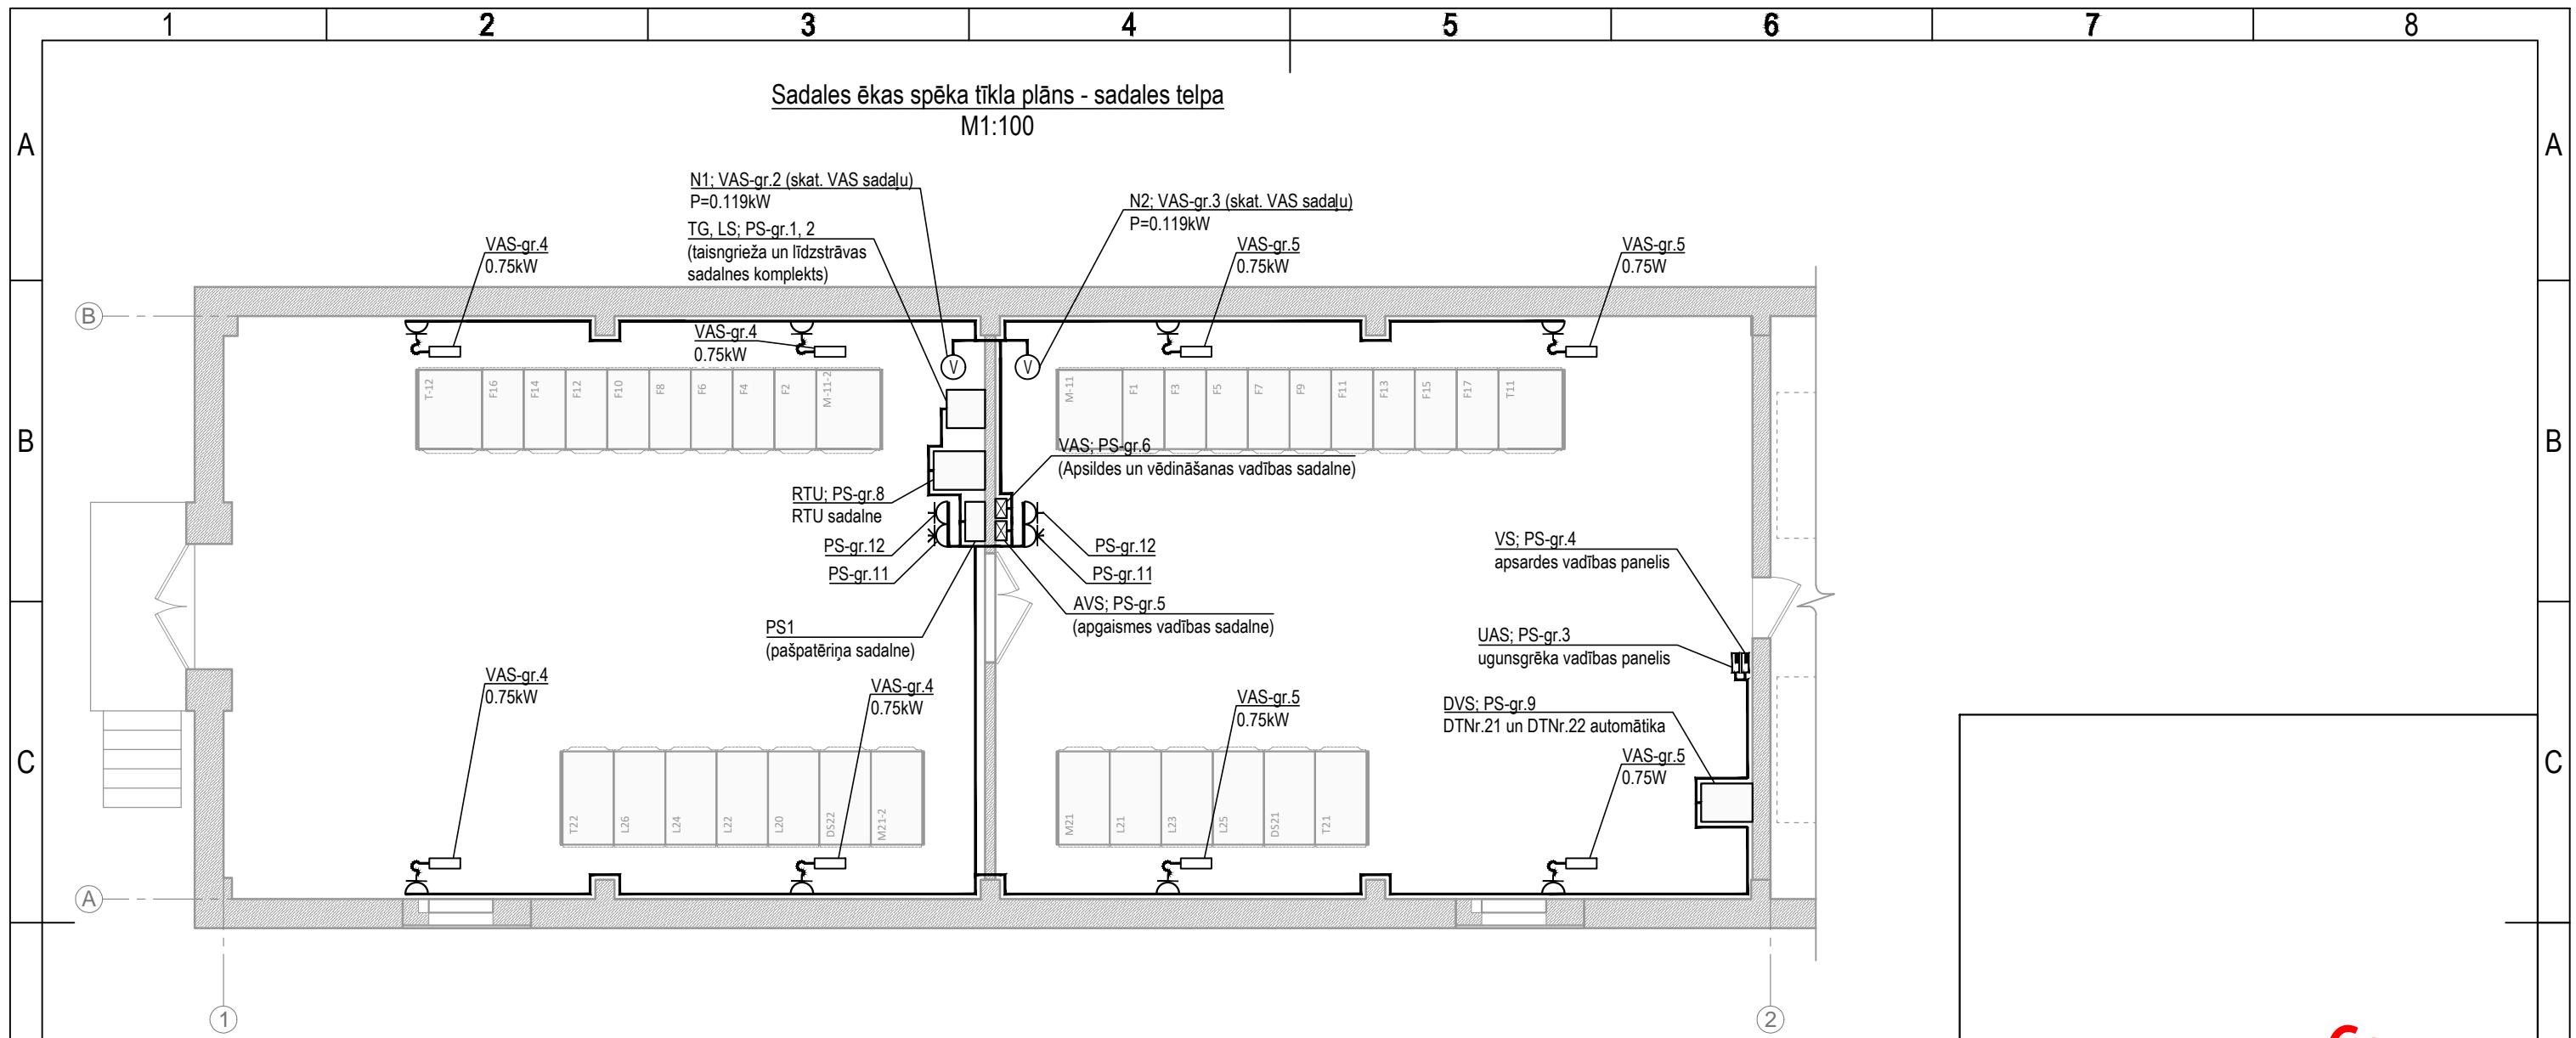 1 2 3 4 5 6 7 8
Sadales ēkas spēka tīkla plāns - sadales telpa
M1:100
A
A
N1; VAS-gr.2 (skat. VAS sadaļu)
P=0.119kW
N2; VAS-gr.3 (skat. VAS sadaļu)
P=0.119kW
TG, LS; PS-gr.1, 2
(taisngrieža un līdzstrāvas
sadalnes komplekts)
VAS-gr.4
0.75kW
VAS-gr.5
0.75kW
VAS-gr.5
0.75W
B
VAS-gr.4
0.75kW
V
V
T-12
F16
F14
F12
F10
F8
F6
F4
F2
M-11-2
M-11
F1
F3
F5
F7
F9
F11
F13
F15
F17
T11
B
B
VAS; PS-gr.6
(Apsildes un vēdināšanas vadības sadalne)
RTU; PS-gr.8
RTU sadalne
PS-gr.12
PS-gr.11
PS-gr.12
PS-gr.11
VS; PS-gr.4
apsardes vadības panelis
AVS; PS-gr.5
(apgaismes vadības sadalne)
PS1
(pašpatēriņa sadalne)
UAS; PS-gr.3
ugunsgrēka vadības panelis
VAS-gr.4
0.75kW
VAS-gr.4
0.75kW
VAS-gr.5
0.75kW
DVS; PS-gr.9
DTNr.21 un DTNr.22 automātika
VAS-gr.5
0.75W
C
C
T22
L26
L24
L22
L20
DS22
M21-2
M21
L21
L23
L25
DS21
T21
A
1
2